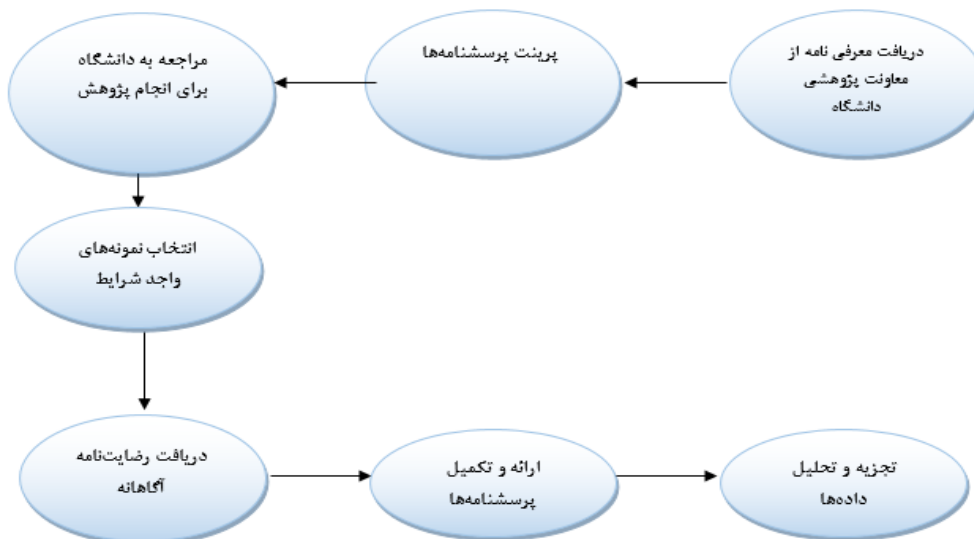 دریافت معرفی نامه از
معاونت پژوهشی
دانشگاه
پرینت پرسشنامه‌ها
مراجعه به دانشگاه
برای انجام پژوهش
انتخاب نمونه‌های
واجد شرایط
دریافت رضایت‌نامه
آگاهانه
ارائه و تکمیل
پرسشنامه‌ها
تجزیه و تحلیل
داده‌ها